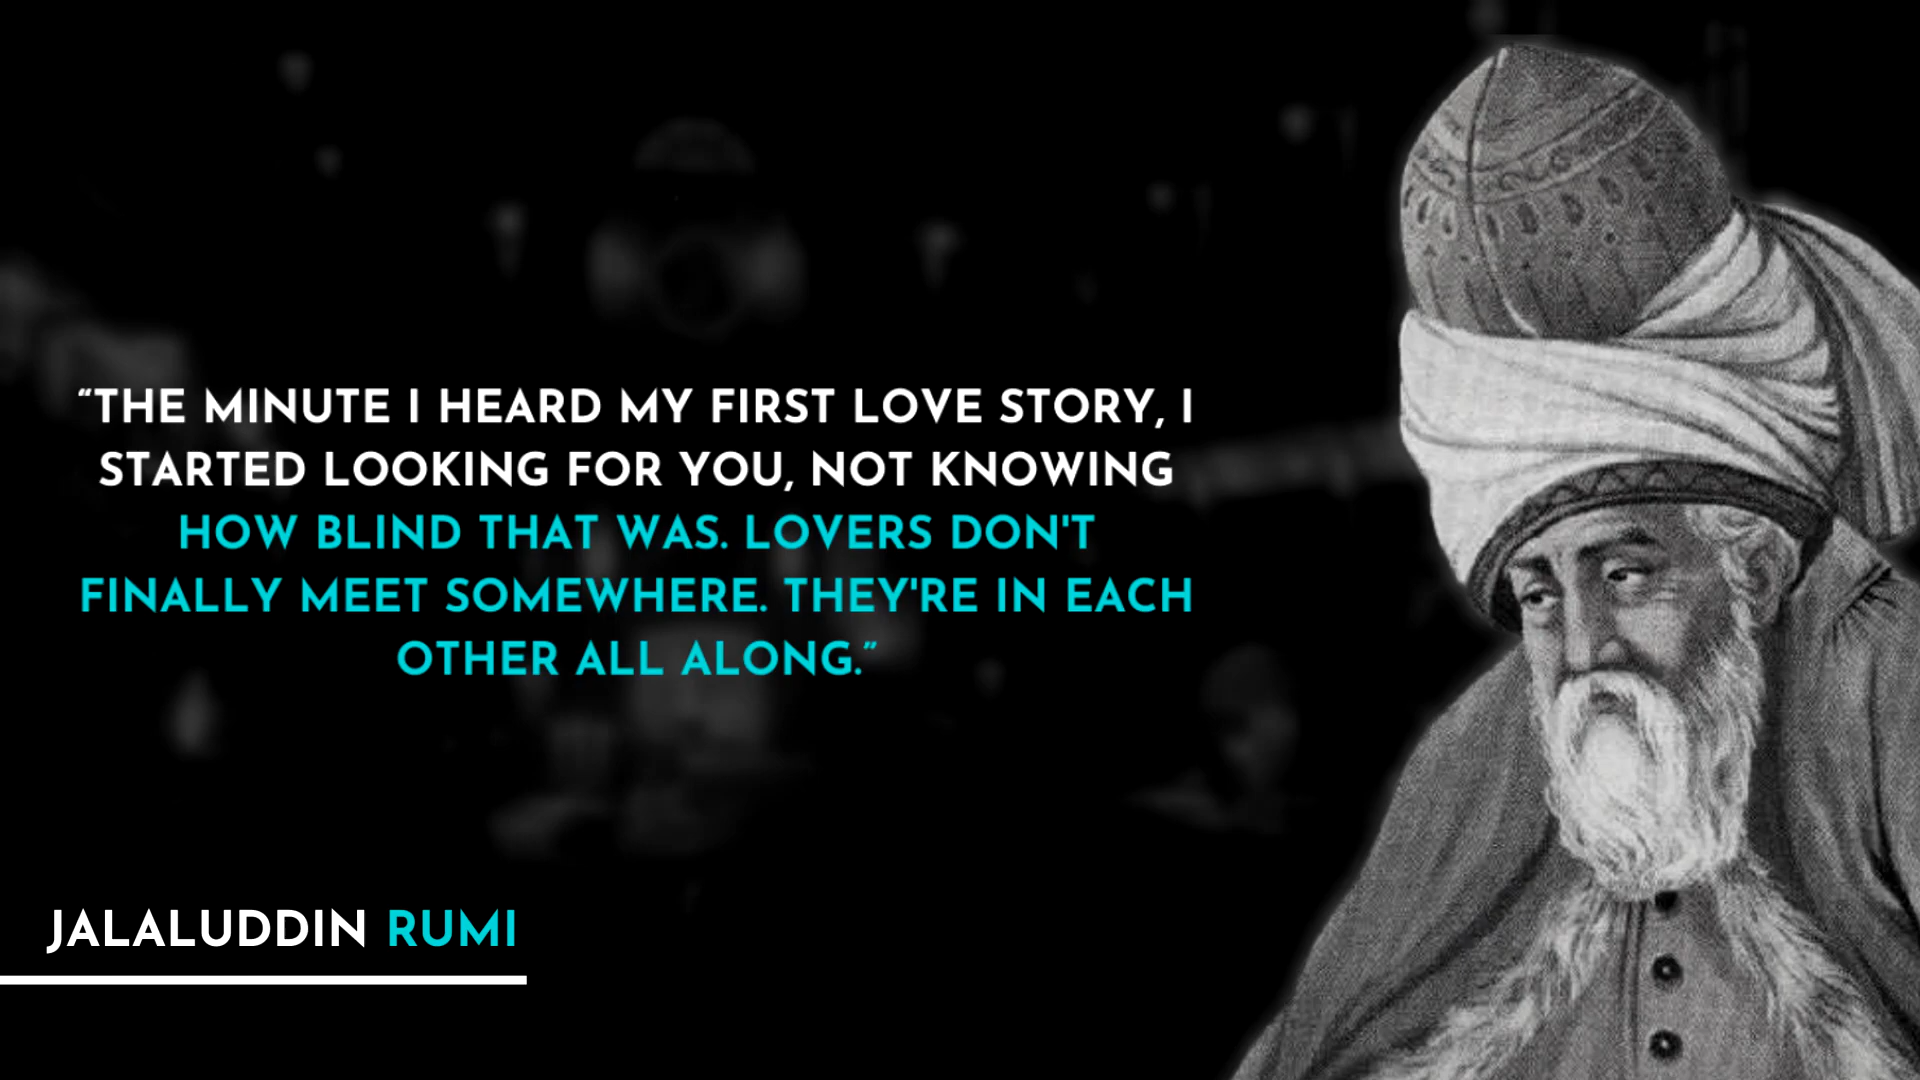 “THE MINUTE I HEARD MY FIRST LOVE STORY, I
STARTED LOOKING FOR YOU, NOT KNOWING
HOW BLIND THAT WAS. LOVERS DON'T
FINALLY MEET SOMEWHERE. THEY'RE IN EACH
OTHER ALL ALONG.”
JALALUDDIN RUMI